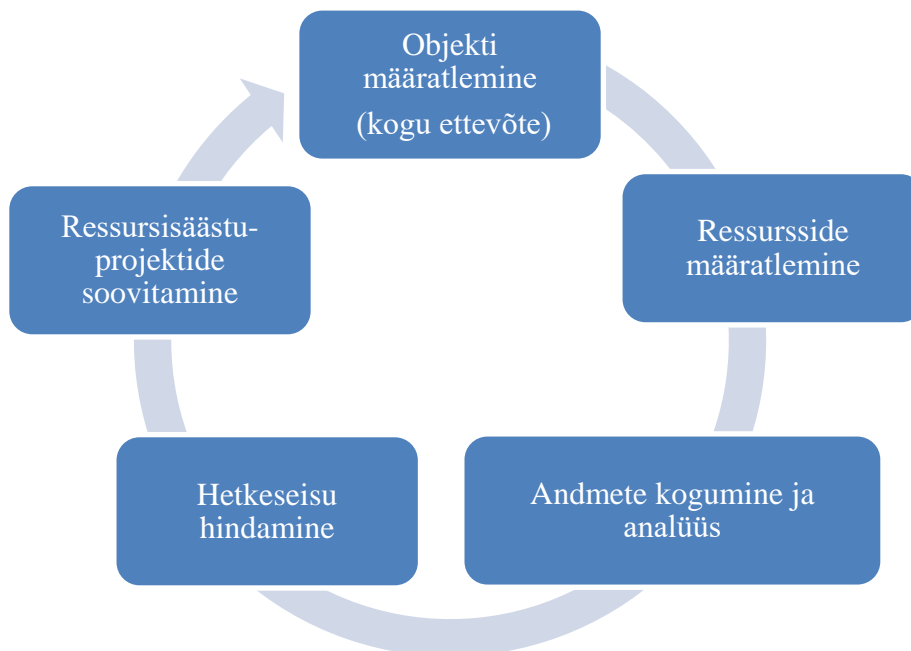 Objekti
määratlemine
(kogu ettevõte)
Ressursside
määratlemine
Andmete kogumine ja
analüüs
Hetkeseisu
hindamine
Ressursisäästu-
projektide
soovitamine